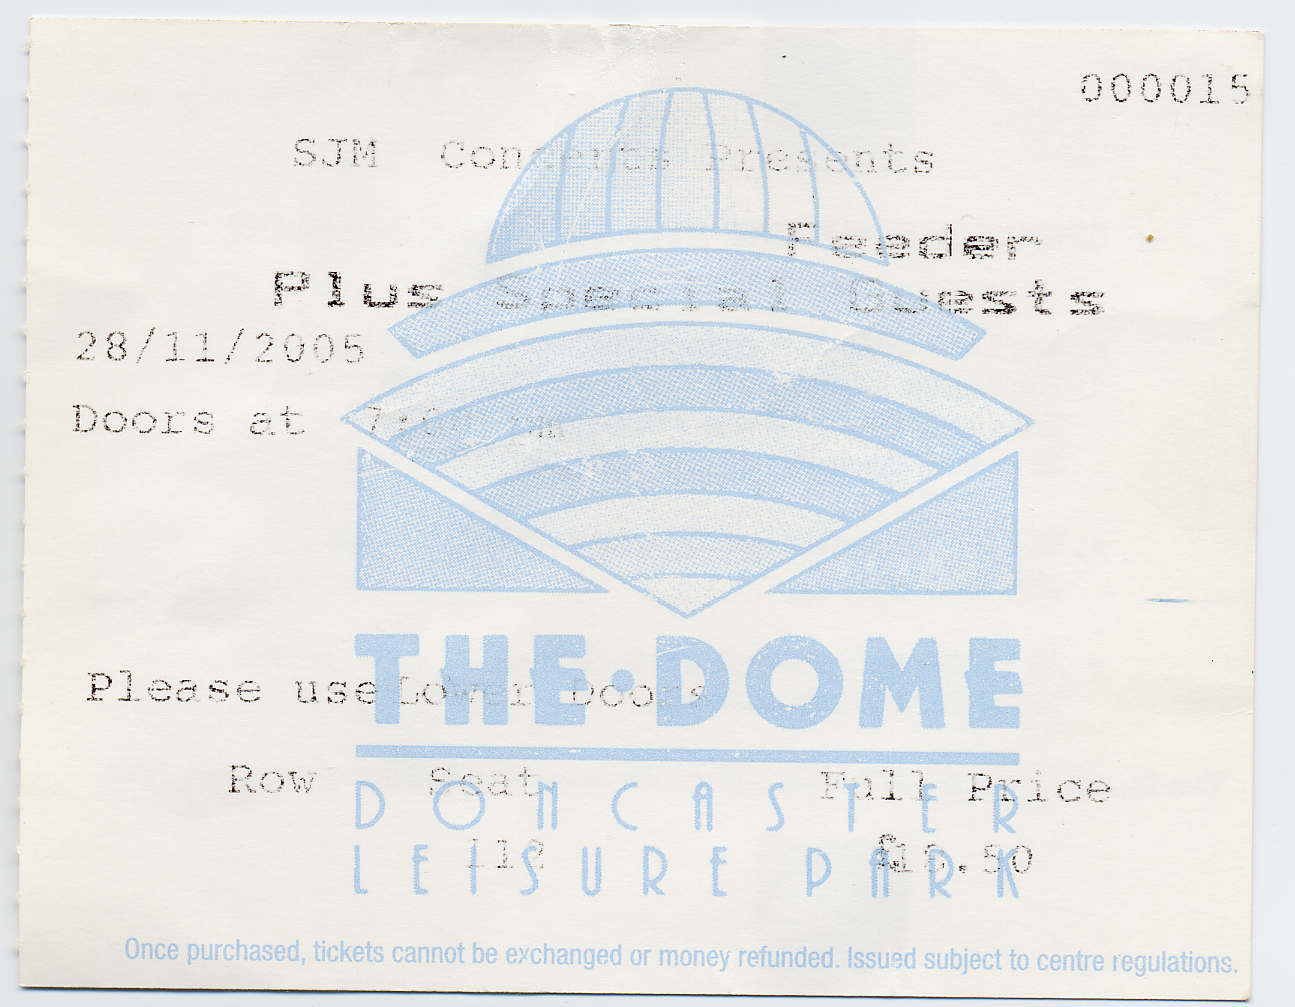 000015
SJM Concerts Presents
Feeder
Plus Special Guests
28/11/2005
Doors at
Please use Lower Doors
THE•DOME
Row Seat Full Price
DONCASTER
LEISURE PARK
Once purchased, tickets cannot be exchanged or money refunded. Issued subject to centre regulations.